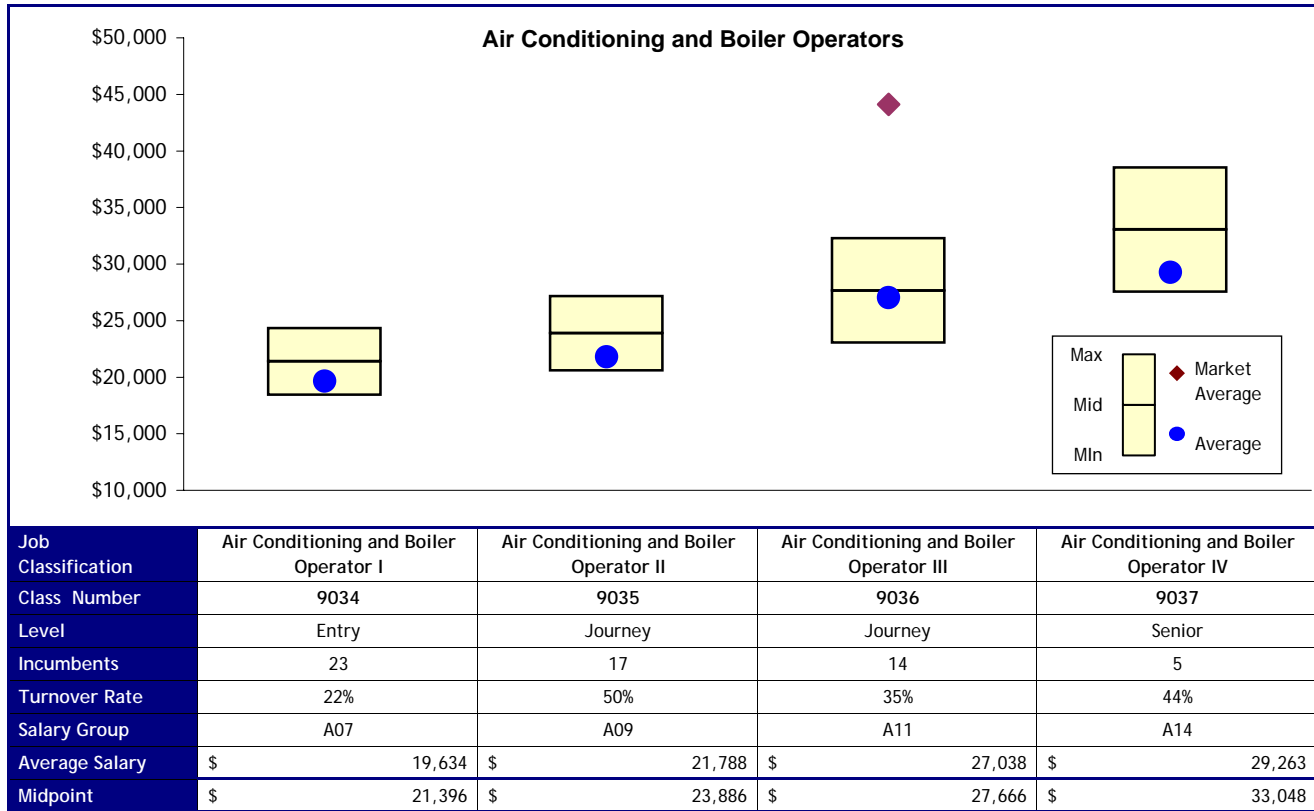 Air Conditioning and Boiler Operators
$50,000
$45,000
$40,000
$35,000
$30,000
$25,000
$20,000
$15,000
$10,000
Max
Mid
MIn
Market
Average
Average
Job Classification | Air Conditioning and Boiler Operator I | Air Conditioning and Boiler Operator II | Air Conditioning and Boiler Operator III | Air Conditioning and Boiler Operator IV
Class Number 9034 9035 9036 9037
Level Entry Journey Journey Senior
Incumbents 23 17 14 5
Turnover Rate 22% 50% 35% 44%
Salary Group A07 A09 A11 A14
Average Salary $ 19,634 $ 21,788 $ 27,038 $ 29,263
Midpoint $ 21,396 $ 23,886 $ 27,666 $ 33,048